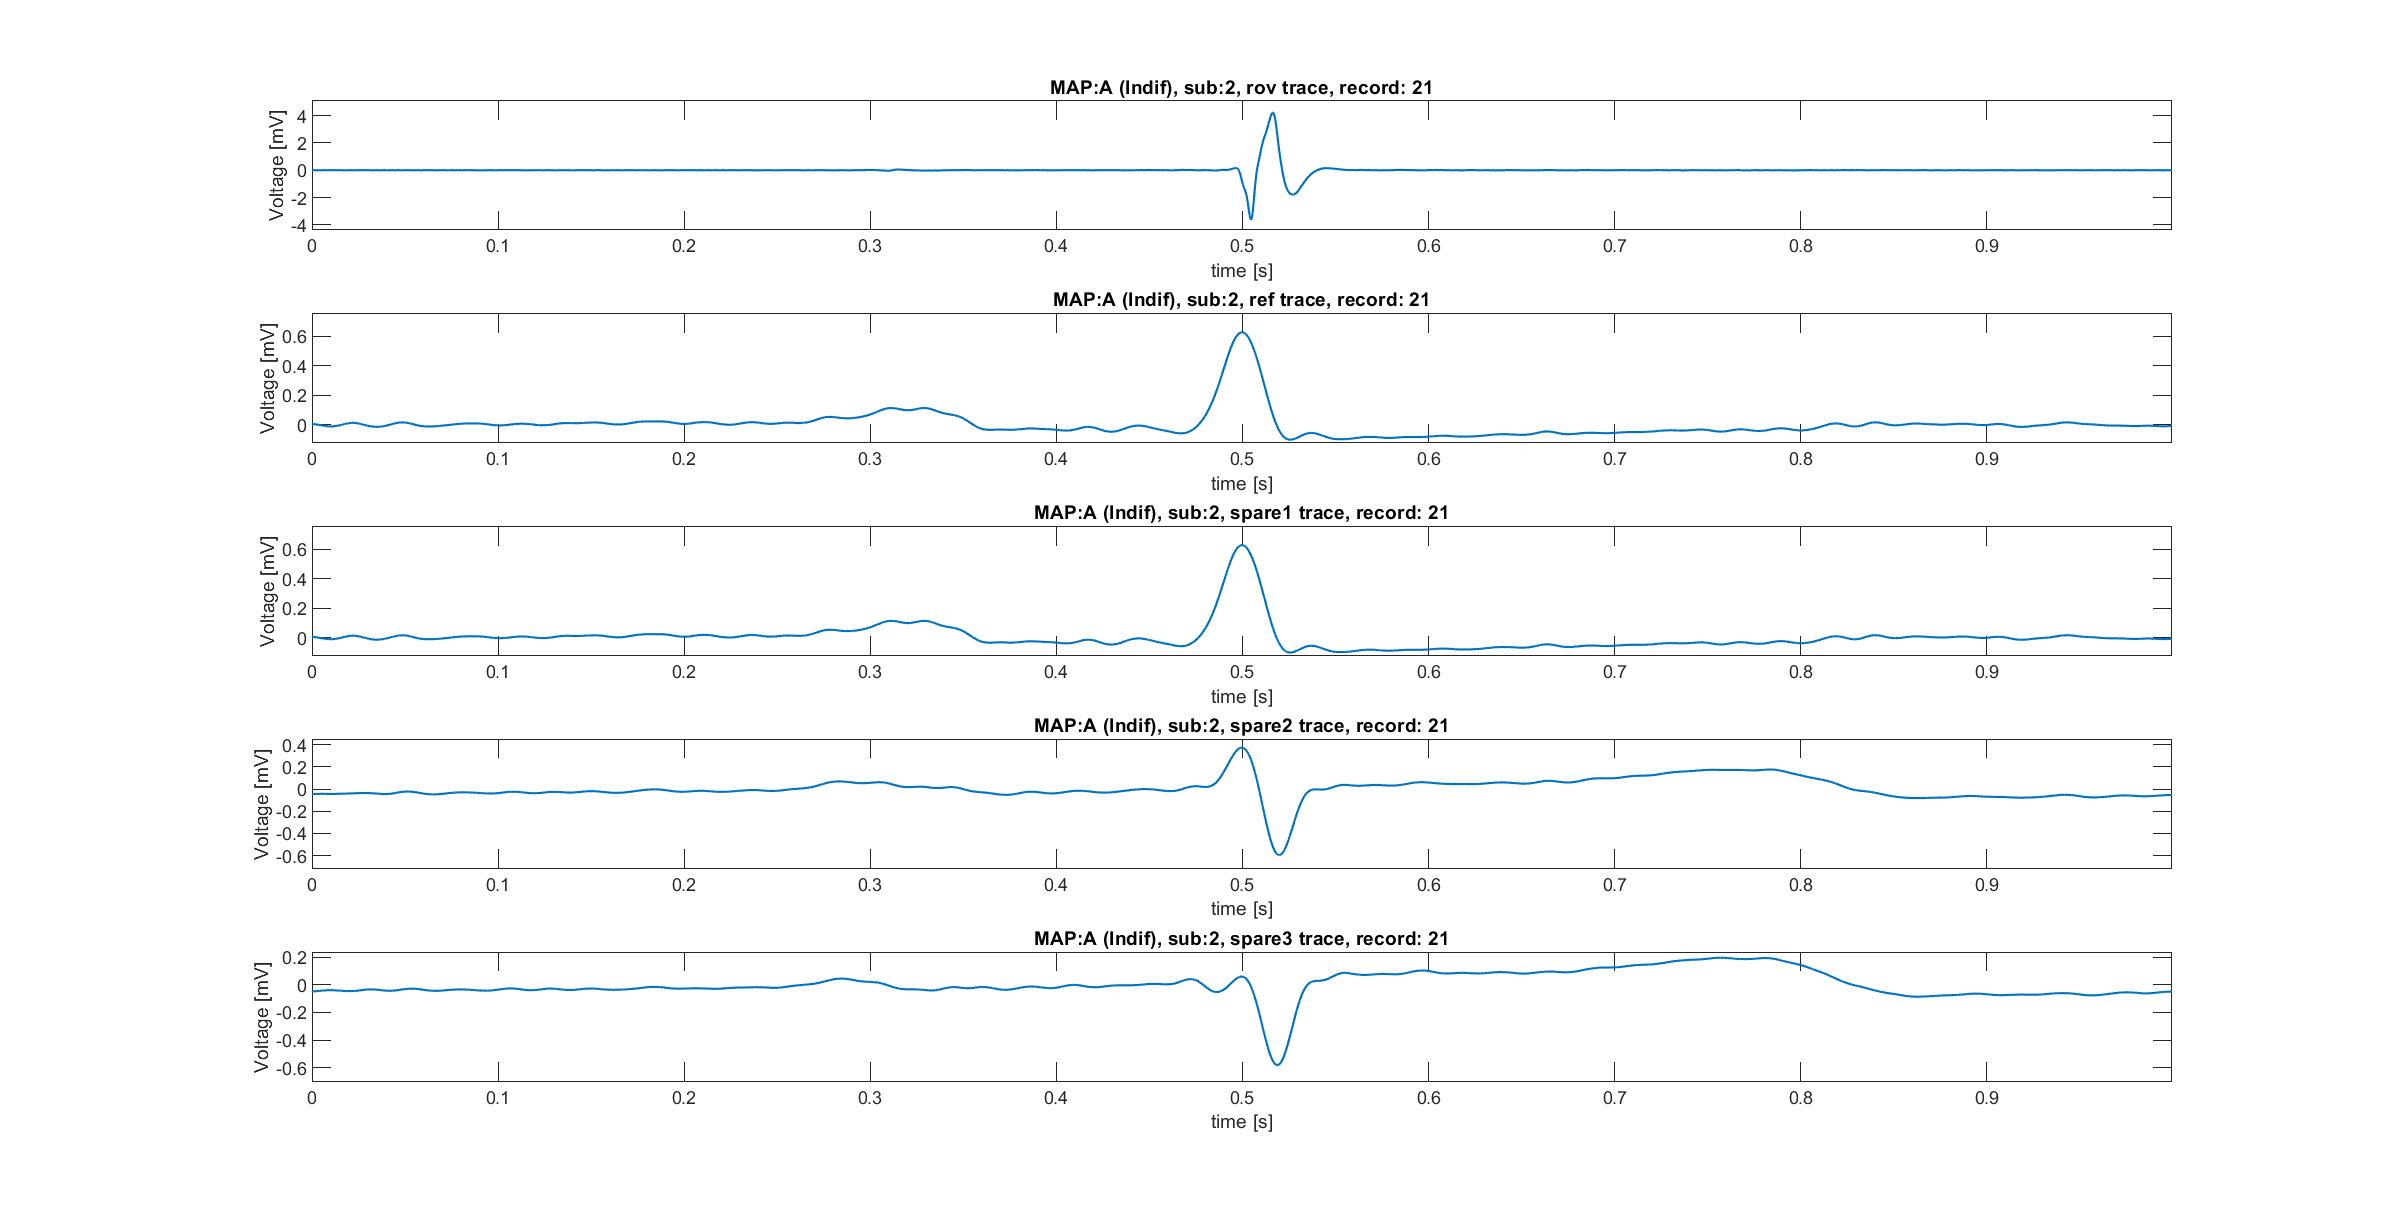 MAP:A (Indif), sub:2, rov trace, record: 21
Voltage [mV]
4
2
0
-2
-4
0 0.1 0.2 0.3 0.4 0.5 0.6 0.7 0.8 0.9
time [s]
MAP:A (Indif), sub:2, ref trace, record: 21
Voltage [mV]
0.6
0.4
0.2
0
0 0.1 0.2 0.3 0.4 0.5 0.6 0.7 0.8 0.9
time [s]
MAP:A (Indif), sub:2, spare1 trace, record: 21
Voltage [mV]
0.6
0.4
0.2
0
0 0.1 0.2 0.3 0.4 0.5 0.6 0.7 0.8 0.9
time [s]
MAP:A (Indif), sub:2, spare2 trace, record: 21
Voltage [mV]
0.4
0.2
0
-0.2
-0.4
-0.6
0 0.1 0.2 0.3 0.4 0.5 0.6 0.7 0.8 0.9
time [s]
MAP:A (Indif), sub:2, spare3 trace, record: 21
Voltage [mV]
0.2
0
-0.2
-0.4
-0.6
0 0.1 0.2 0.3 0.4 0.5 0.6 0.7 0.8 0.9
time [s]